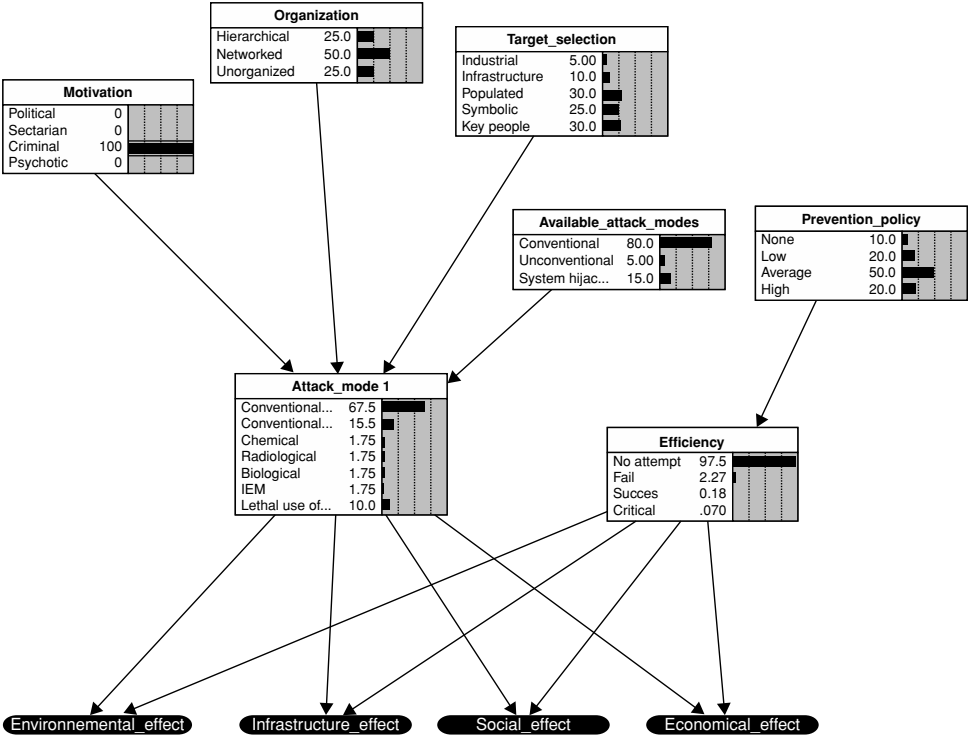 Organization
Hierarchical 25.0
Networked 50.0
Unorganized 25.0
Target_selection
Industrial 5.00
Infrastructure 10.0
Populated 30.0
Symbolic 25.0
Key people 30.0
Motivation
Political 0
Sectarian 0
Criminal 100
Psychotic 0
Available_attack_modes
Conventional 80.0
Unconventional 5.00
System hijac... 15.0
Prevention_policy
None 10.0
Low 20.0
Average 50.0
High 20.0
Attack_mode 1
Conventional... 67.5
Conventional... 15.5
Chemical 1.75
Radiological 1.75
Biological 1.75
IEM 1.75
Lethal use of... 10.0
Efficiency
No attempt 97.5
Fail 2.27
Succes 0.18
Critical .070
Environnemental_effect
Infrastructure_effect
Social_effect
Economical_effect